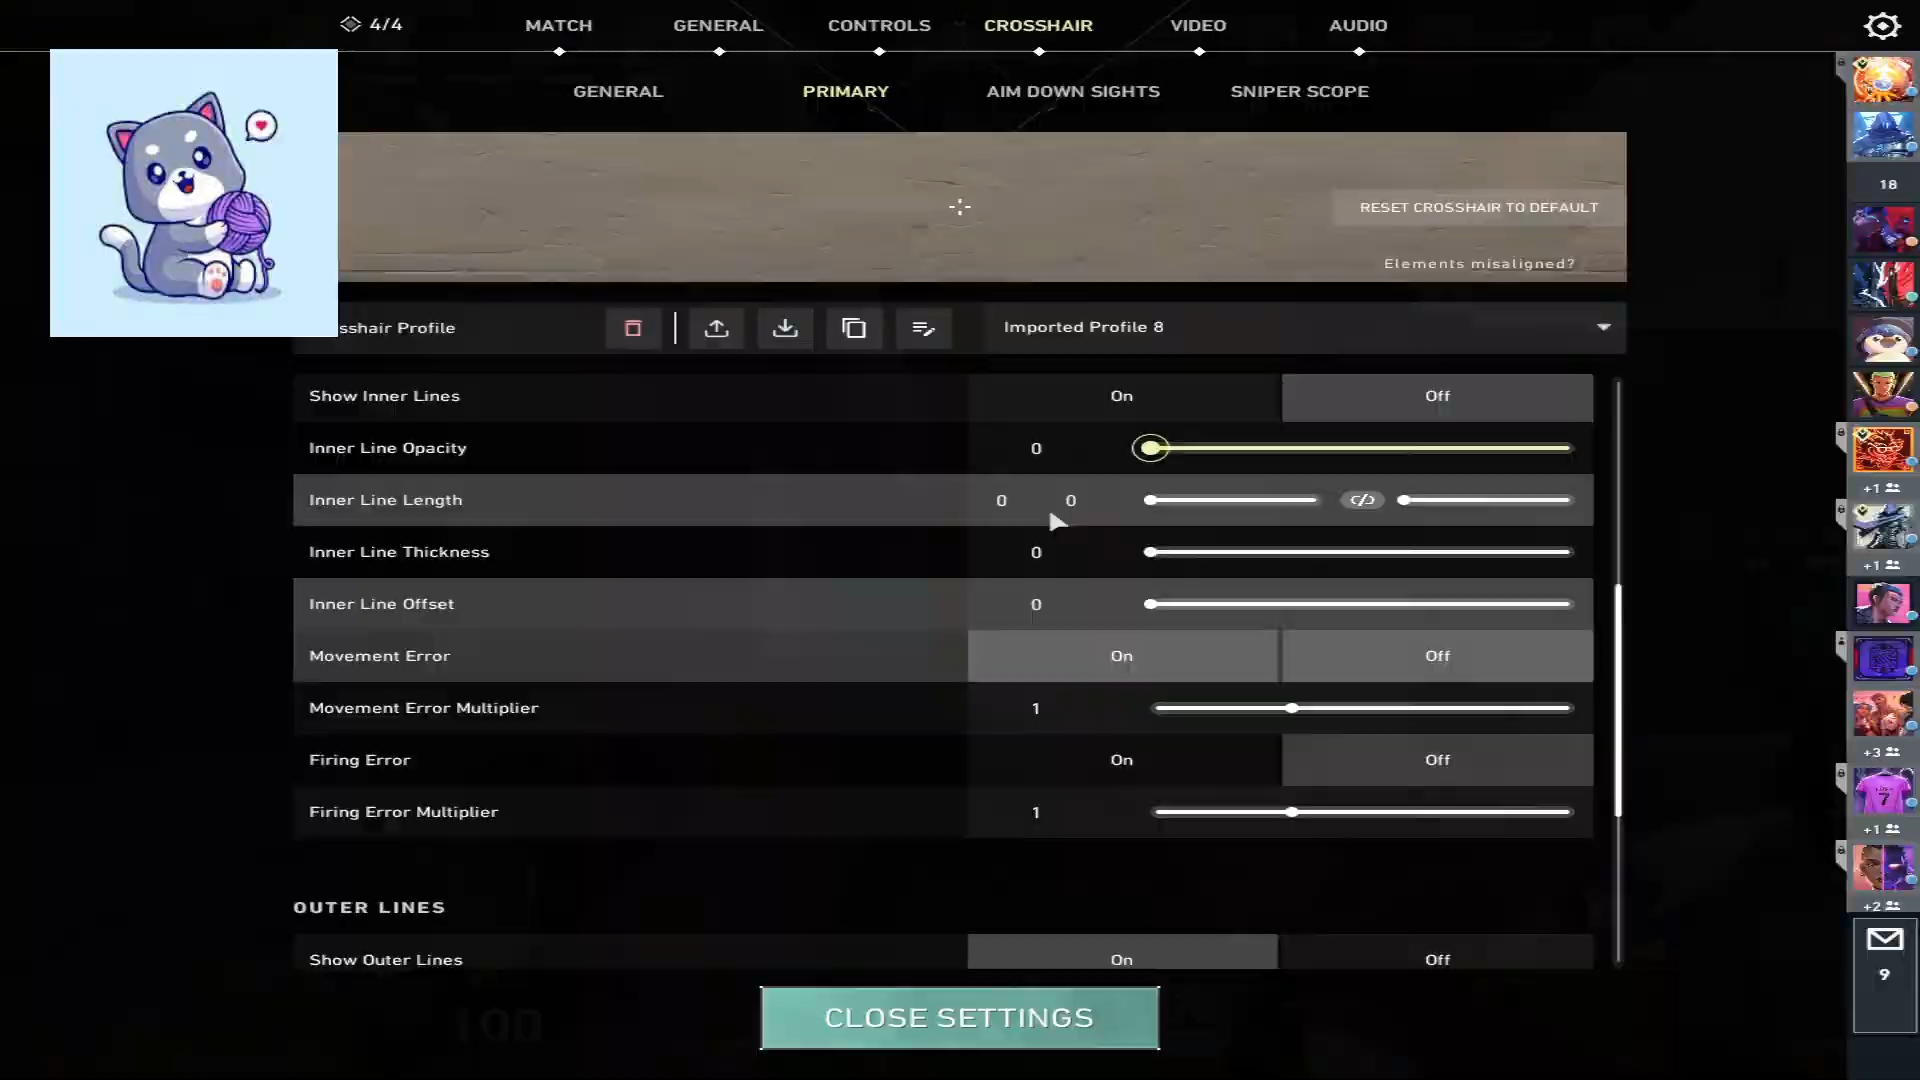 4/4 MATCH GENERAL CONTROLS CROSSHAIR VIDEO AUDIO
GENERAL PRIMARY AIM DOWN SIGHTS SNIPER SCOPE
RESET CROSSHAIR TO DEFAULT
Elements misaligned?
sshair Profile Imported Profile 8
Show Inner Lines On Off
Inner Line Opacity 0
Inner Line Length 0 0
Inner Line Thickness 0
Inner Line Offset 0
Movement Error On Off
Movement Error Multiplier 1
Firing Error On Off
Firing Error Multiplier 1
OUTER LINES
Show Outer Lines On Off
100
CLOSE SETTINGS
18
+1
+1
+3
7
+1
+2
9